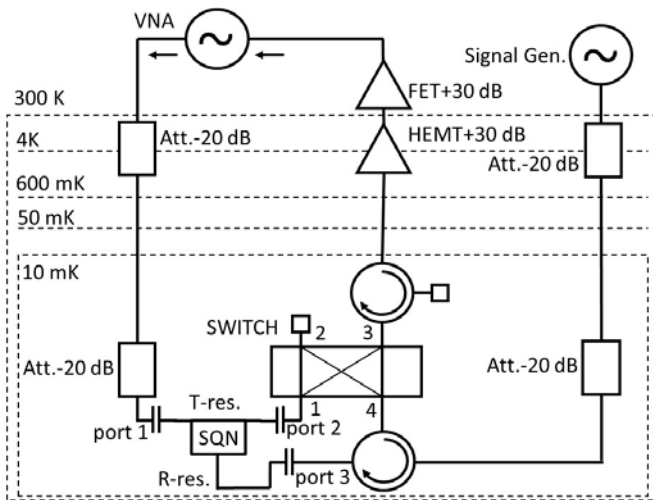 VNA
Signal Gen.
FET+30 dB
300 K
HEMT+30 dB
4K
Att.-20 dB
Att.-20 dB
600 mK
50 mK
10 mK
SWITCH
2
3
Att.-20 dB
Att.-20 dB
T-res.
1
4
port 1
SQN
port 2
R-res.
port 3